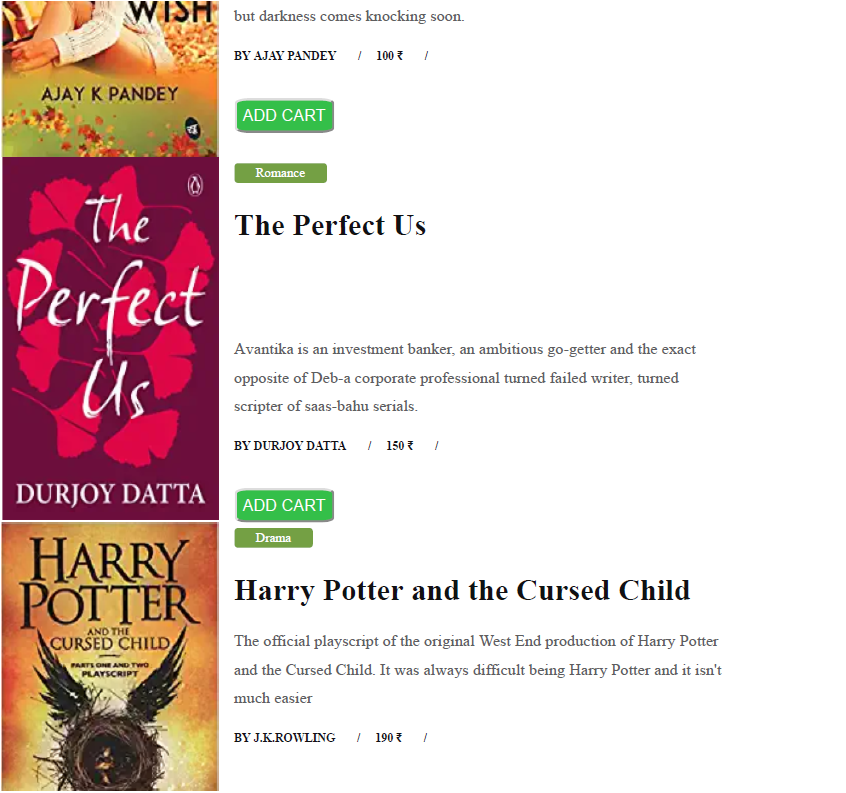 WISH
AJAY K PANDEY
but darkness comes knocking soon.
BY AJAY PANDEY / 100 ₹ /
ADD CART
The
Perfect
Us
DURJOY DATTA
Romance
The Perfect Us
Avantika is an investment banker, an ambitious go-getter and the exact
opposite of Deb-a corporate professional turned failed writer, turned
scripter of saas-bahu serials.
BY DURJOY DATTA / 150 ₹ /
ADD CART
HARRY
POTTER
AND THE
CURSED CHILD
PARTS ONE AND TWO
PLAYSCRIPT
Drama
Harry Potter and the Cursed Child
The official playscript of the original West End production of Harry Potter
and the Cursed Child. It was always difficult being Harry Potter and it isn't
much easier
BY J.K.ROWLING / 190 ₹ /